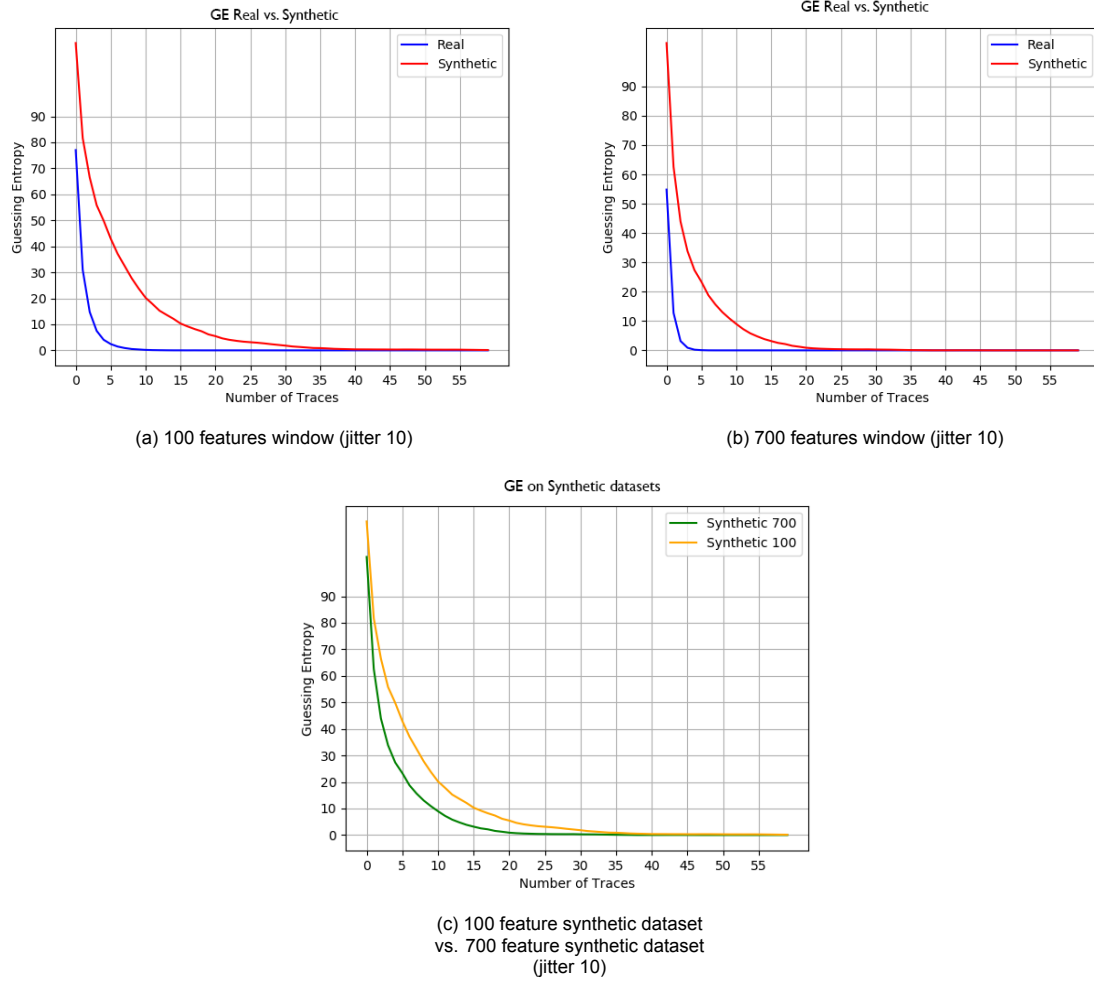 GE Real vs. Synthetic
Real
Synthetic
Guessing Entropy
90
80
70
60
50
40
30
20
10
0
0 5 10 15 20 25 30 35 40 45 50 55
Number of Traces
(a) 100 features window (jitter 10)
GE Real vs. Synthetic
Real
Synthetic
Guessing Entropy
90
80
70
60
50
40
30
20
10
0
0 5 10 15 20 25 30 35 40 45 50 55
Number of Traces
(b) 700 features window (jitter 10)
GE on Synthetic datasets
Synthetic 700
Synthetic 100
Guessing Entropy
90
80
70
60
50
40
30
20
10
0
0 5 10 15 20 25 30 35 40 45 50 55
Number of Traces
(c) 100 feature synthetic dataset
vs. 700 feature synthetic dataset
(jitter 10)